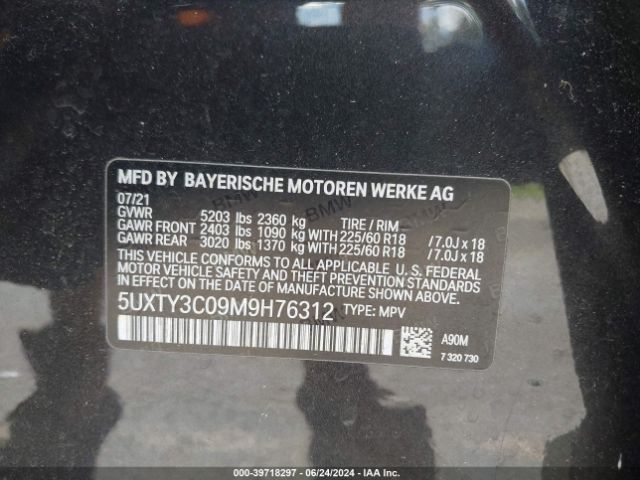 MFD BY BAYERISCHE MOTOREN WERKE AG
07/21
GVWR 5203 lbs 2360 kg TIRE / RIM
GAWR FRONT 2403 lbs 1090 kg WITH 225/60 R18 /7.0J x 18
GAWR REAR 3020 lbs 1370 kg WITH 225/60 R18 /7.0J x 18
THIS VEHICLE CONFORMS TO ALL APPLICABLE U. S. FEDERAL
MOTOR VEHICLE SAFETY, BUMPER, AND THEFT PREVENTION STANDARDS
IN EFFECT ON THE DATE OF MANUFACTURE SHOWN ABOVE.
5UXTY3C09M9H76312 TYPE: MPV
A90M
7 320 730
000-39718297 - 06/24/2024 - IAA Inc.